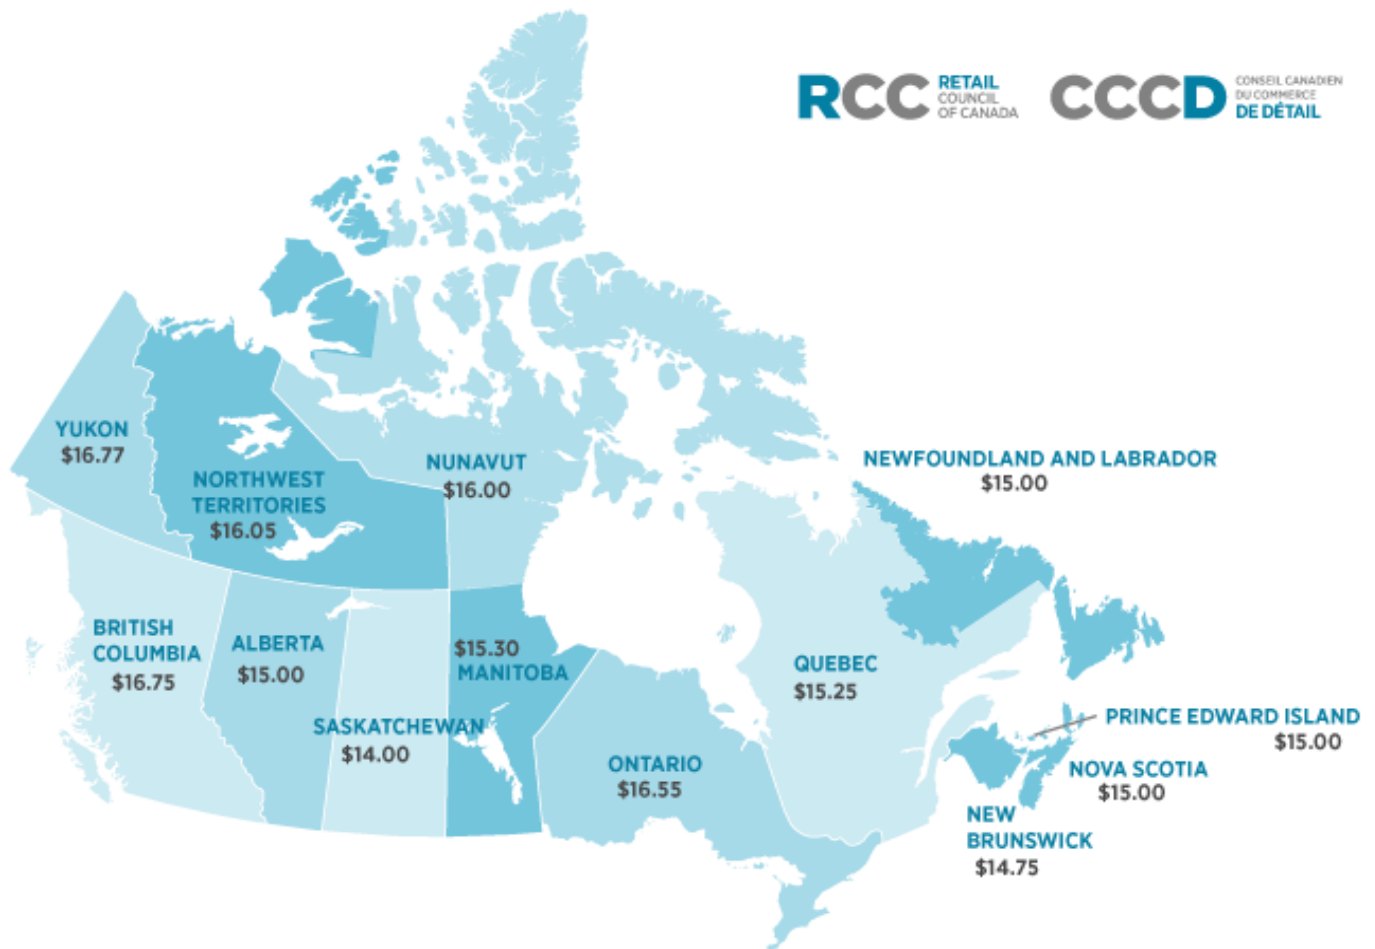 RCC RETAIL
COUNCIL
OF CANADA
CCCD CONSEIL CANADIEN
DU COMMERCE
DE DÉTAIL
YUKON
$16.77
NORTHWEST
TERRITORIES
$16.05
NUNAVUT
$16.00
NEWFOUNDLAND AND LABRADOR
$15.00
BRITISH
COLUMBIA
$16.75
ALBERTA
$15.00
SASKATCHEWAN
$14.00
$15.30
MANITOBA
ONTARIO
$16.55
QUEBEC
$15.25
PRINCE EDWARD ISLAND
$15.00
NOVA SCOTIA
$15.00
NEW
BRUNSWICK
$14.75